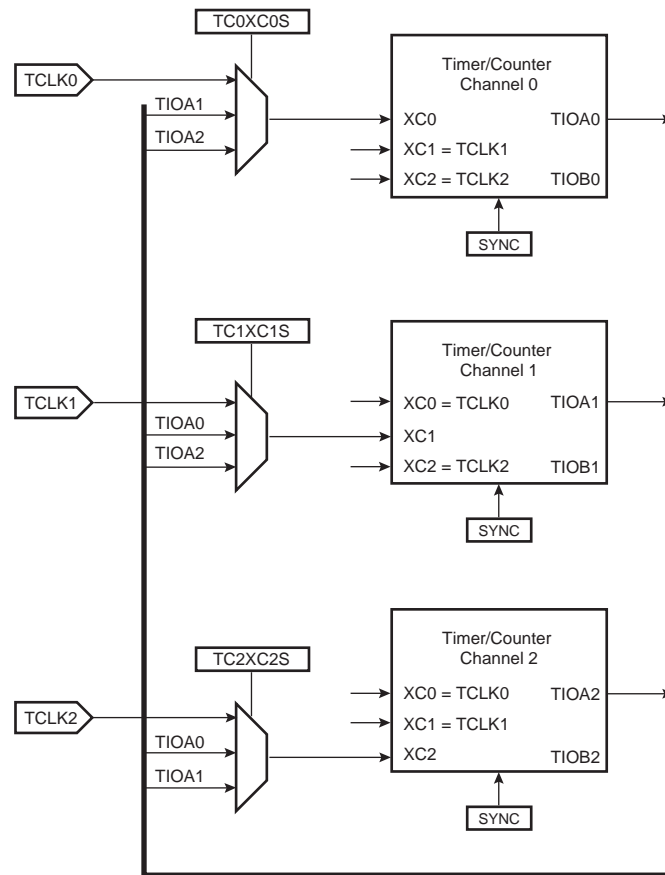 TC0XC0S
TCLK0
TIOA1
TIOA2
Timer/Counter
Channel 0
XC0
TIOA0
XC1 = TCLK1
XC2 = TCLK2
TIOB0
SYNC
TC1XC1S
TCLK1
TIOA0
TIOA2
Timer/Counter
Channel 1
XC0 = TCLK0
TIOA1
XC1
XC2 = TCLK2
TIOB1
SYNC
TC2XC2S
TCLK2
TIOA0
TIOA1
Timer/Counter
Channel 2
XC0 = TCLK0
TIOA2
XC1 = TCLK1
XC2
TIOB2
SYNC